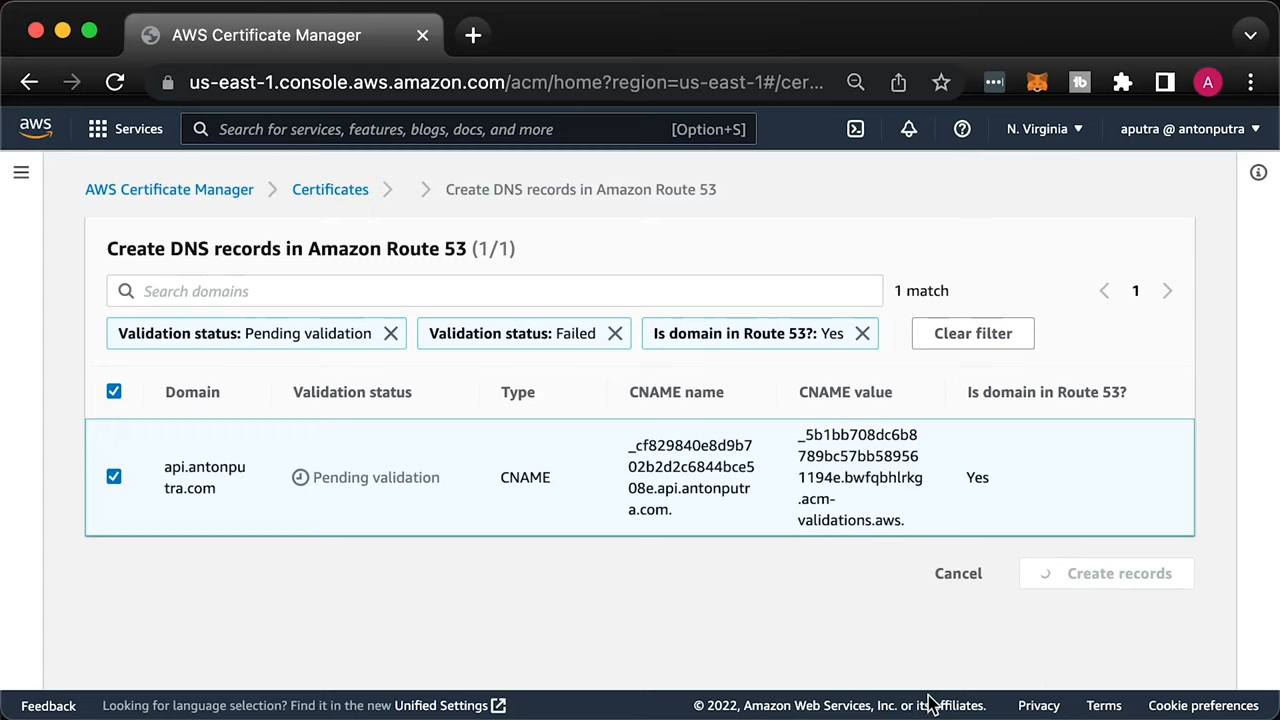 AWS Certificate Manager
us-east-1.console.aws.amazon.com/acm/home?region=us-east-1#/cer...
A
aws
Services
Search for services, features, blogs, docs, and more
[Option+S]
N. Virginia
aputra @ antonputra
AWS Certificate Manager
Certificates
Create DNS records in Amazon Route 53
Create DNS records in Amazon Route 53 (1/1)
Search domains
1 match
1
Validation status: Pending validation
Validation status: Failed
Is domain in Route 53?: Yes
Clear filter
Domain
Validation status
Type
CNAME name
CNAME value
Is domain in Route 53?
api.antonpu
tra.com
Pending validation
CNAME
_cf829840e8d9b7
02b2d2c6844bce5
08e.api.antonputr
a.com.
_5b1bb708dc6b8
789bc57bb58956
1194e.bwfqbhlrkg
.acm-
validations.aws.
Yes
Cancel
Create records
Feedback
Looking for language selection? Find it in the new Unified Settings
© 2022, Amazon Web Services, Inc. or its affiliates.
Privacy
Terms
Cookie preferences